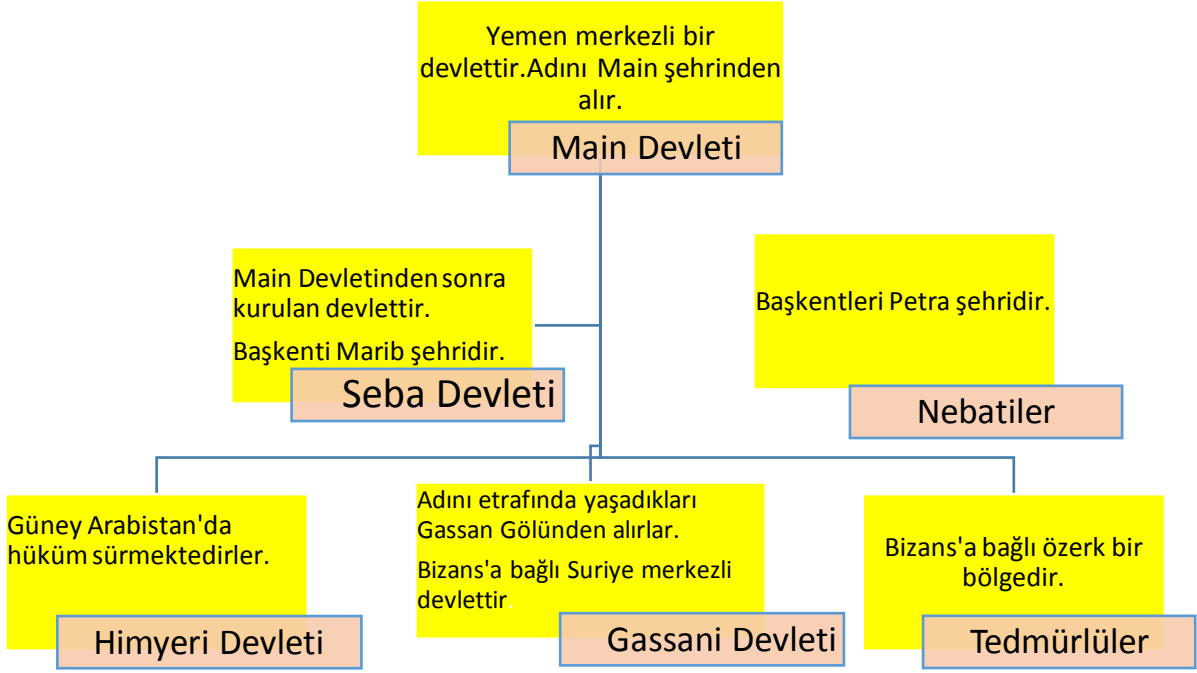 Yemen merkezli bir
devlettir.Adını Main şehrinden
alır.
Main Devleti
Main Devletinden sonra
kurulan devlettir.
Başkenti Marib şehridir.
Seba Devleti
Başkentleri Petra şehridir.
Nebatiler
Güney Arabistan'da
hüküm sürmektedirler.
Himyeri Devleti
Adını etrafında yaşadıkları
Gassan Gölünden alırlar.
Bizans'a bağlı Suriye merkezli
devlettir.
Gassani Devleti
Bizans'a bağlı özerk bir
bölgedir.
Tedmürlüler